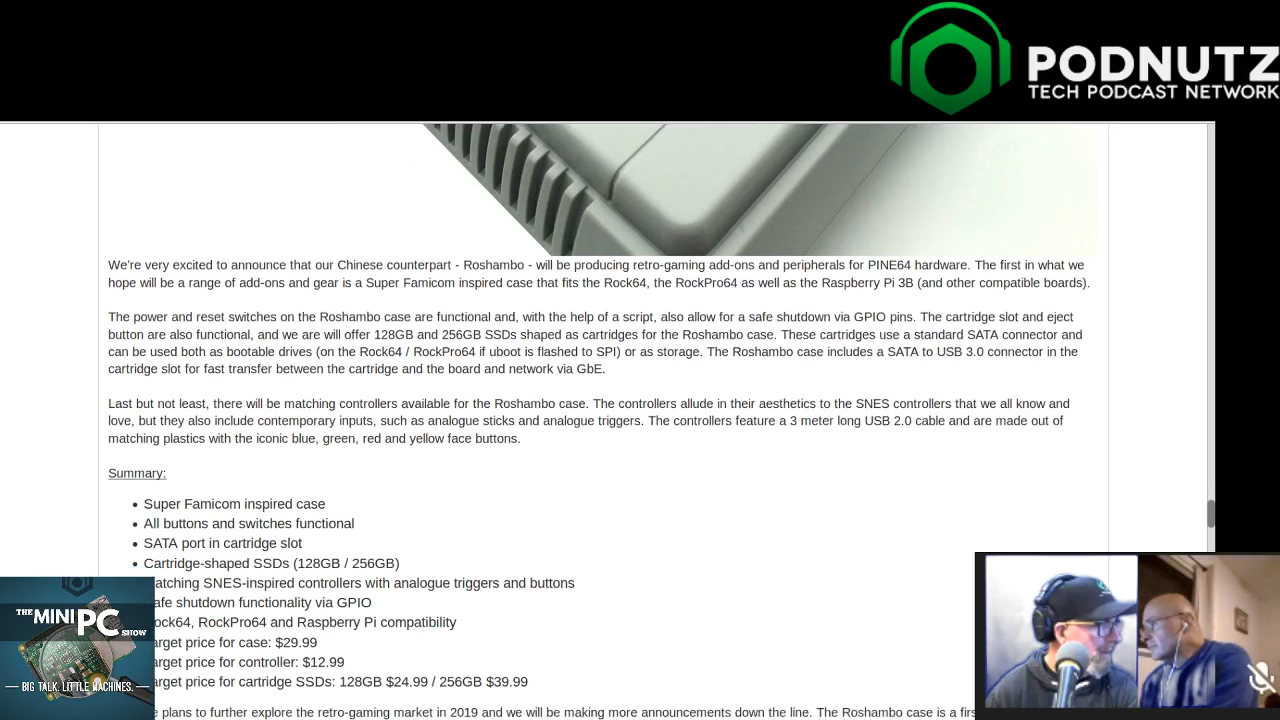 PODNUTZ
TECH PODCAST NETWORK
We're very excited to announce that our Chinese counterpart - Roshambo - will be producing retro-gaming add-ons and peripherals for PINE64 hardware. The first in what we
hope will be a range of add-ons and gear is a Super Famicom inspired case that fits the Rock64, the RockPro64 as well as the Raspberry Pi 3B (and other compatible boards).
The power and reset switches on the Roshambo case are functional and, with the help of a script, also allow for a safe shutdown via GPIO pins. The cartridge slot and eject
button are also functional, and we are will offer 128GB and 256GB SSDs shaped as cartridges for the Roshambo case. These cartridges use a standard SATA connector and
can be used both as bootable drives (on the Rock64 / RockPro64 if uboot is flashed to SPI) or as storage. The Roshambo case includes a SATA to USB 3.0 connector in the
cartridge slot for fast transfer between the cartridge and the board and network via GbE.
Last but not least, there will be matching controllers available for the Roshambo case. The controllers allude in their aesthetics to the SNES controllers that we all know and
love, but they also include contemporary inputs, such as analogue sticks and analogue triggers. The controllers feature a 3 meter long USB 2.0 cable and are made out of
matching plastics with the iconic blue, green, red and yellow face buttons.
Summary:
• Super Famicom inspired case
• All buttons and switches functional
• SATA port in cartridge slot
• Cartridge-shaped SSDs (128GB / 256GB)
atching SNES-inspired controllers with analogue triggers and buttons
afe shutdown functionality via GPIO
ock64, RockPro64 and Raspberry Pi compatibility
arget price for case: $29.99
arget price for controller: $12.99
arget price for cartridge SSDs: 128GB $24.99 / 256GB $39.99
plans to further explore the retro-gaming market in 2019 and we will be making more announcements down the line. The Roshambo case is a
THE MINI PC SHOW
BIG TALK. LITTLE MACHINES.